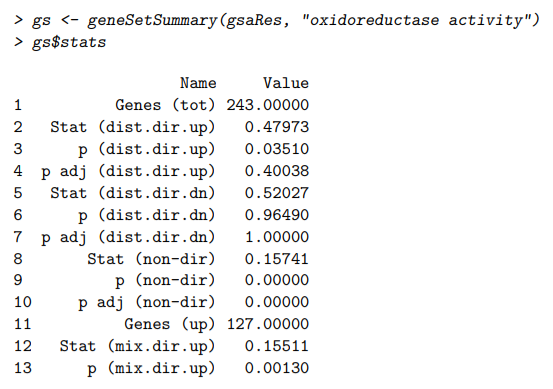 > gs <- geneSetSummary(gsaRes, "oxidoreductase activity")
> gs$stats
Name Value
1 Genes (tot) 243.00000
2 Stat (dist.dir.up) 0.47973
3 p (dist.dir.up) 0.03510
4 p adj (dist.dir.up) 0.40038
5 Stat (dist.dir.dn) 0.52027
6 p (dist.dir.dn) 0.96490
7 p adj (dist.dir.dn) 1.00000
8 Stat (non-dir) 0.15741
9 p (non-dir) 0.00000
10 p adj (non-dir) 0.00000
11 Genes (up) 127.00000
12 Stat (mix.dir.up) 0.15511
13 p (mix.dir.up) 0.00130